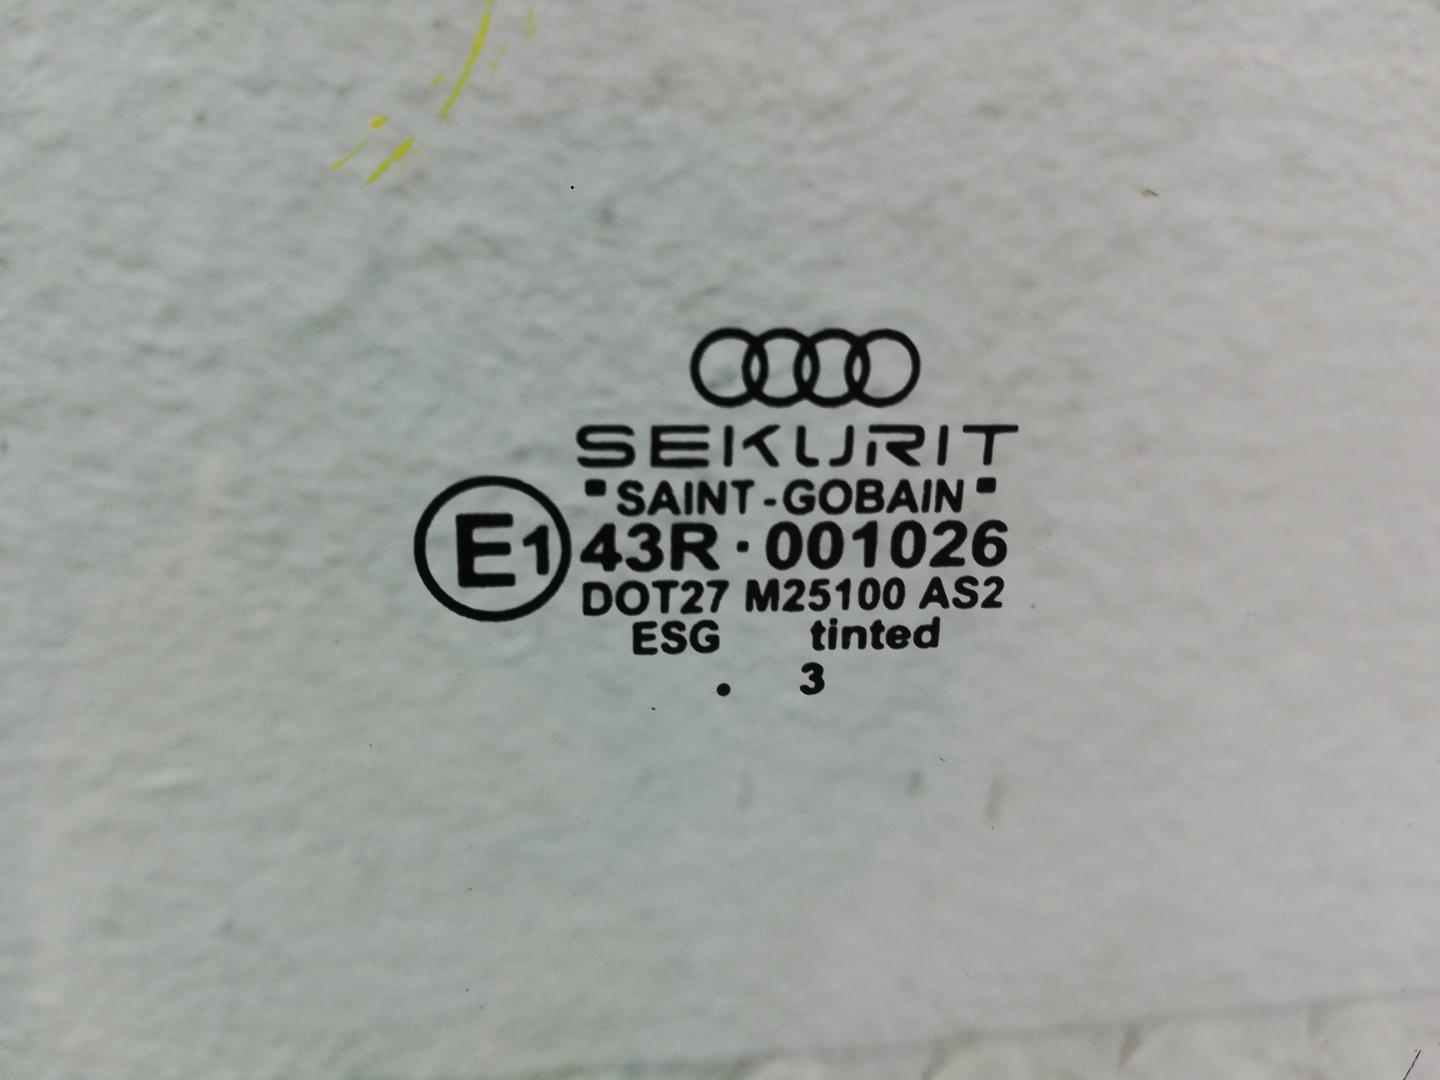 SEKURIT
"SAINT-GOBAIN"
E1 43R · 001026
DOT27 M25100 AS2
ESG tinted
. 3